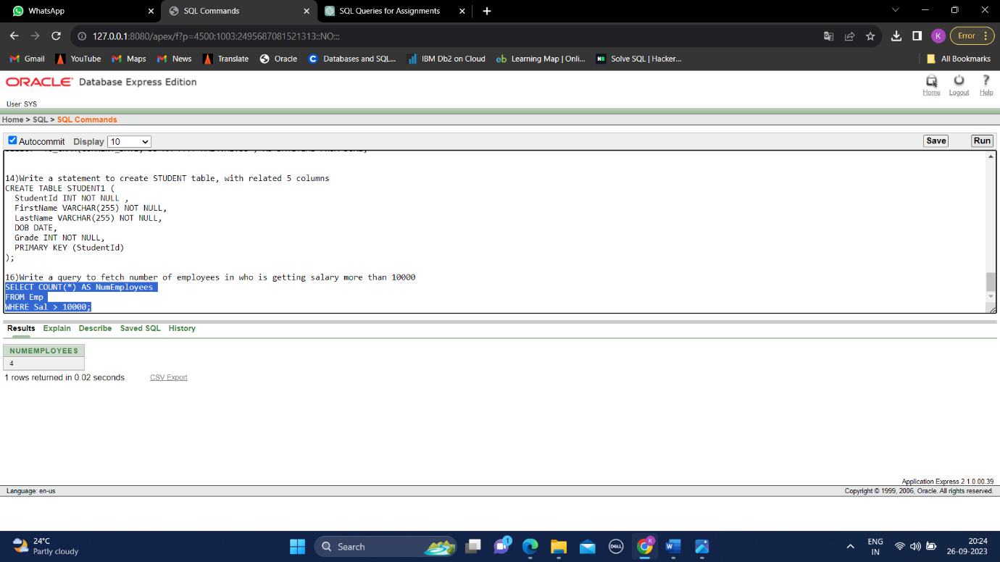 WhatsApp
SQL Commands
SQL Queries for Assignments
127.0.0.1:8080/apex/f?p=4500:1003:2495687081521313::NO:::
K
Error
Gmail
YouTube
Maps
News
Translate
Oracle
Databases and SQL...
IBM Db2 on Cloud
Learning Map | Onli...
Solve SQL | Hacker...
All Bookmarks
ORACLE Database Express Edition
Home
Logout
Help
User: SYS
Home > SQL > SQL Commands
Autocommit Display 10
Save
Run
14)Write a statement to create STUDENT table, with related 5 columns
CREATE TABLE STUDENT1 (
StudentId INT NOT NULL ,
FirstName VARCHAR(255) NOT NULL,
LastName VARCHAR(255) NOT NULL,
DOB DATE,
Grade INT NOT NULL,
PRIMARY KEY (StudentId)
);
16)Write a query to fetch number of employees in who is getting salary more than 10000
SELECT COUNT(*) AS NumEmployees
FROM Emp
WHERE Sal > 10000;
Results Explain Describe Saved SQL History
NUMEMPLOYEES
4
1 rows returned in 0.02 seconds
CSV Export
Application Express 2.1.0.00.39
Language: en-us
Copyright © 1999, 2006, Oracle. All rights reserved.
24°C
Partly cloudy
Search
1
DELL
K
W
ENG
IN
20:24
26-09-2023